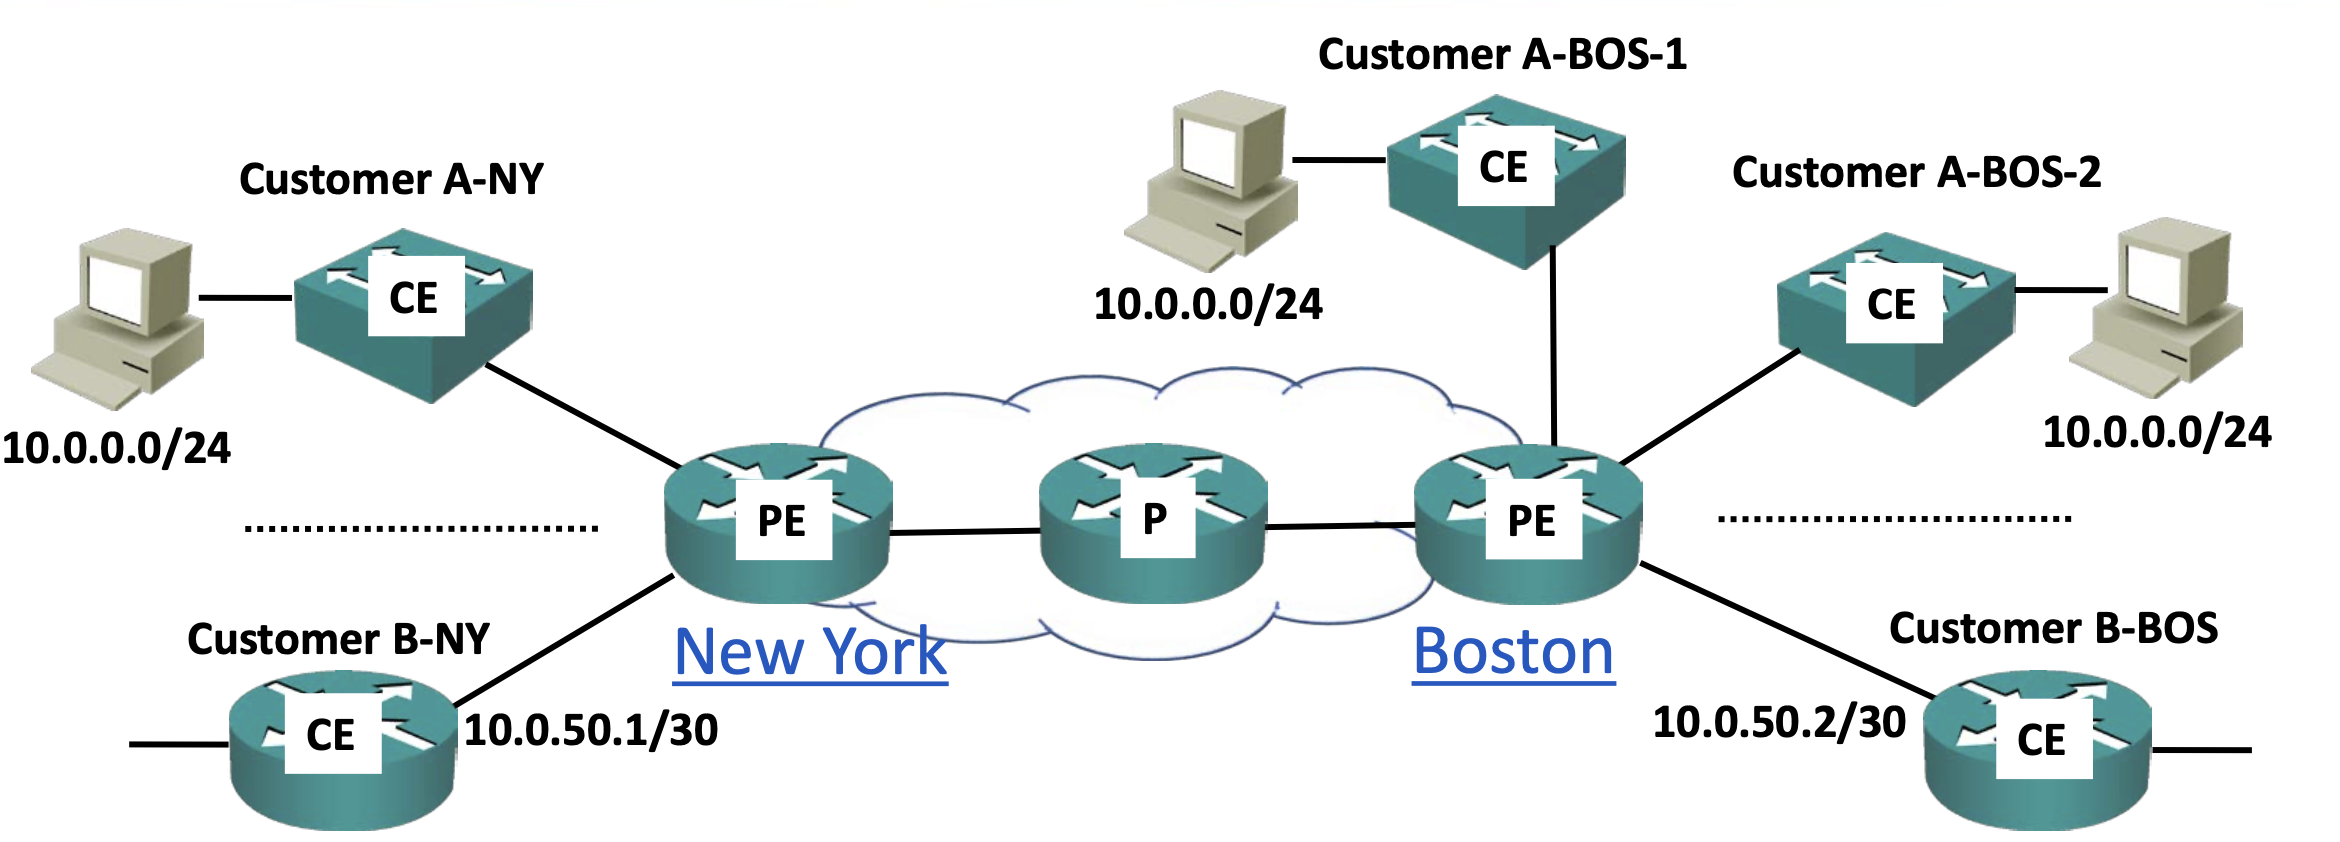 Customer A-BOS-1
CE
Customer A-NY
Customer A-BOS-2
CE
CE
10.0.0.0/24
10.0.0.0/24
10.0.0.0/24
PE
P
PE
Customer B-NY
New York
Boston
Customer B-BOS
CE
10.0.50.1/30
10.0.50.2/30
CE